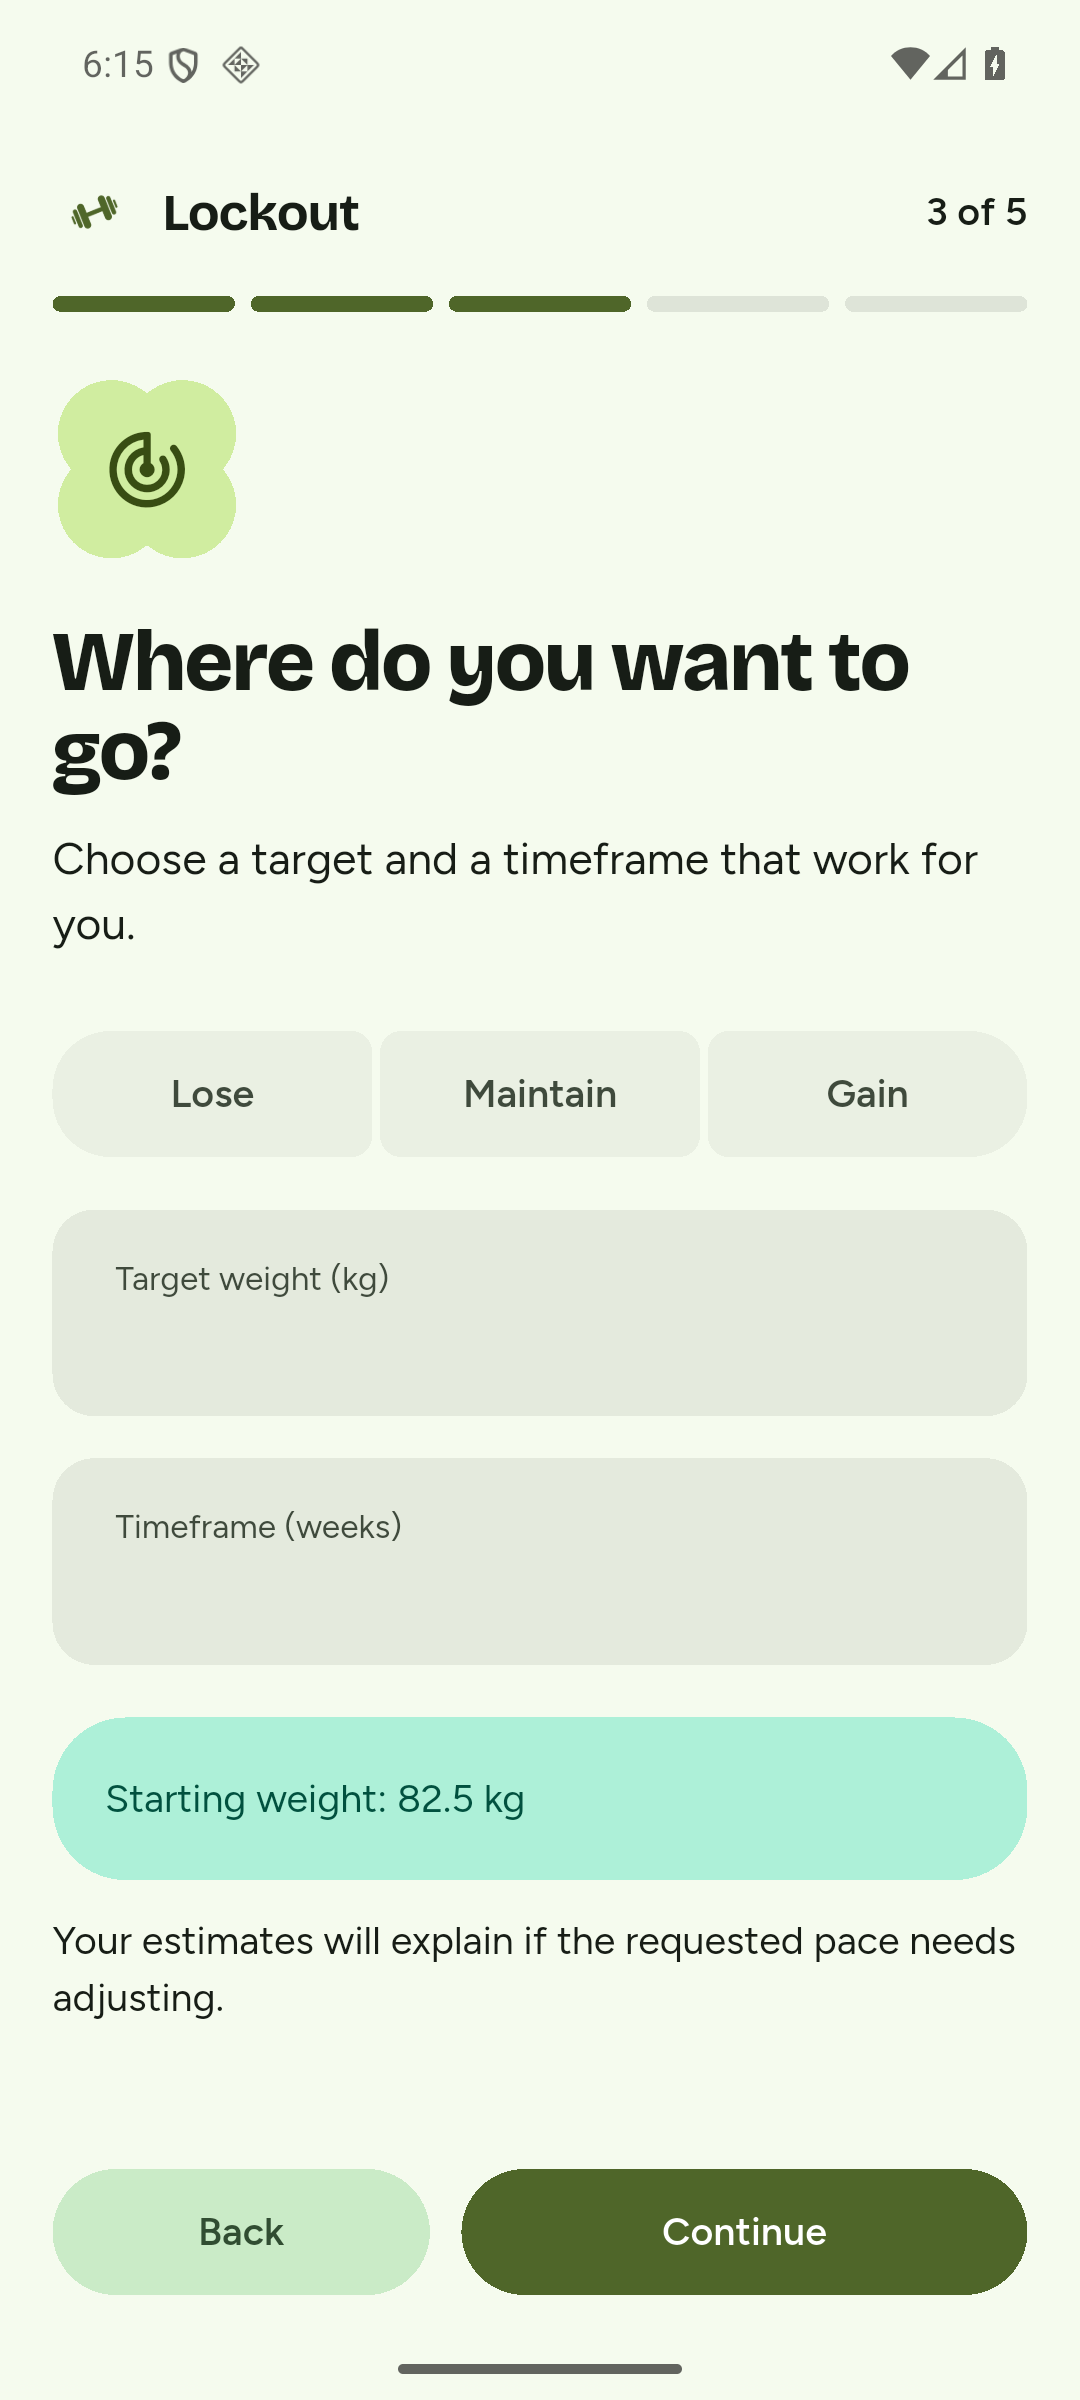 6:15
Lockout
3 of 5
Where do you want to
go?
Choose a target and a timeframe that work for
you.
Lose
Maintain
Gain
Target weight (kg)
Timeframe (weeks)
Starting weight: 82.5 kg
Your estimates will explain if the requested pace needs
adjusting.
Back
Continue